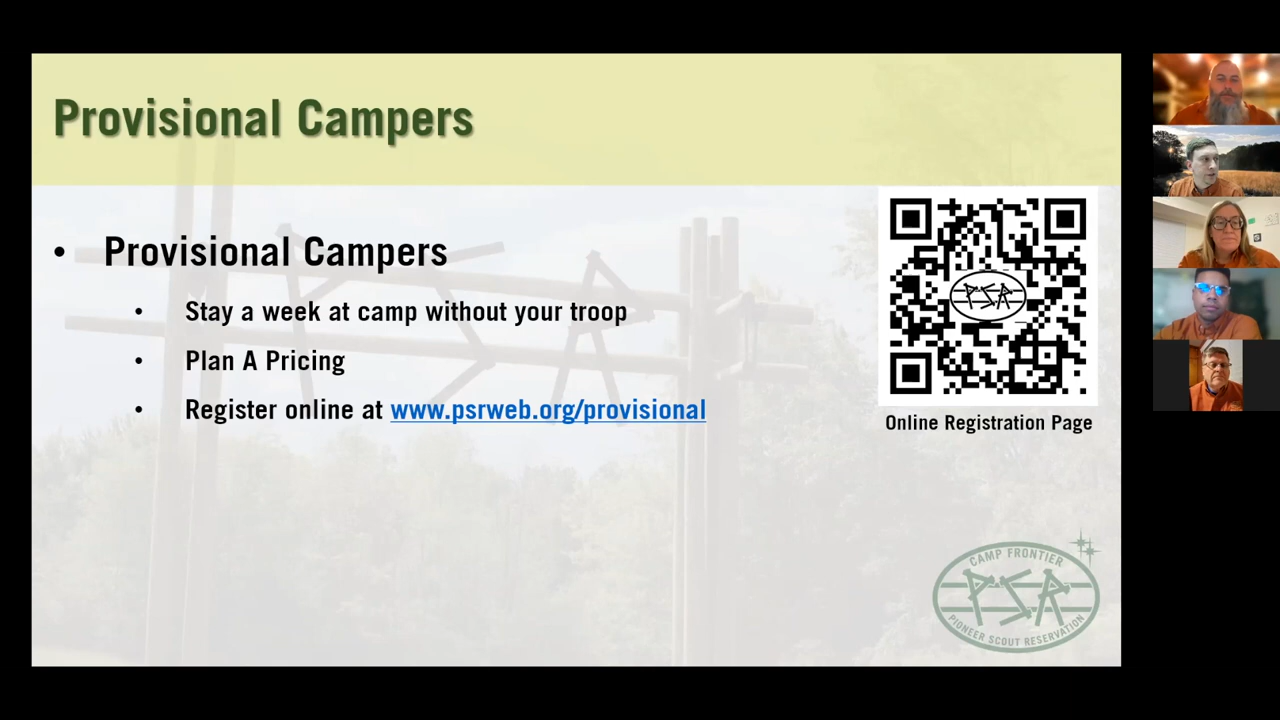 Provisional Campers
• Provisional Campers
• Stay a week at camp without your troop
• Plan A Pricing
• Register online at www.psrweb.org/provisional
PSR
Online Registration Page
CAMP FRONTIER
PSR
PIONEER SCOUT RESERVATION